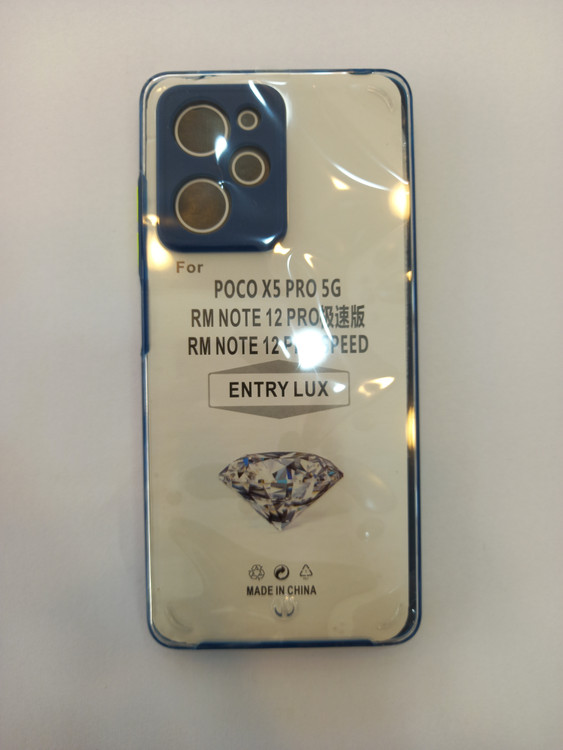 For
POCO X5 PRO 5G
RM NOTE 12 PRO极速版
RM NOTE 12 SPEED
ENTRY LUX
MADE IN CHINA